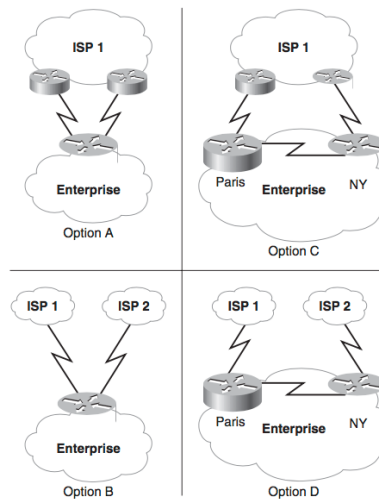 ISP 1
Enterprise
Option A
ISP 1
Paris
Enterprise
NY
Option C
ISP 1
ISP 2
Enterprise
Option B
ISP 1
ISP 2
Paris
Enterprise
NY
Option D